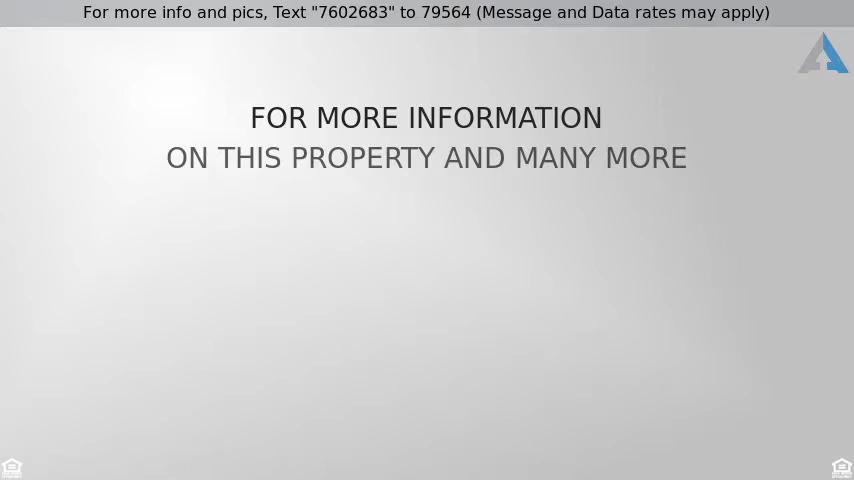 For more info and pics, Text "7602683" to 79564 (Message and Data rates may apply)
FOR MORE INFORMATION
ON THIS PROPERTY AND MANY MORE